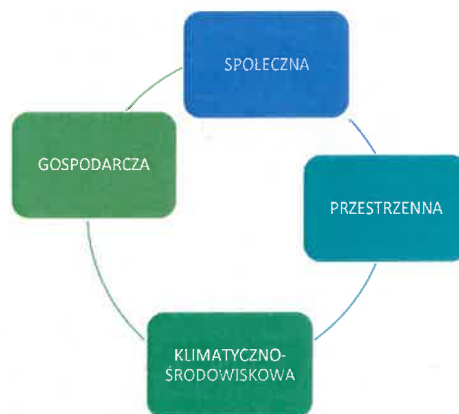 SPOŁECZNA
GOSPODARCZA
PRZESTRZENNA
KLIMATYCZNO-
ŚRODOWISKOWA